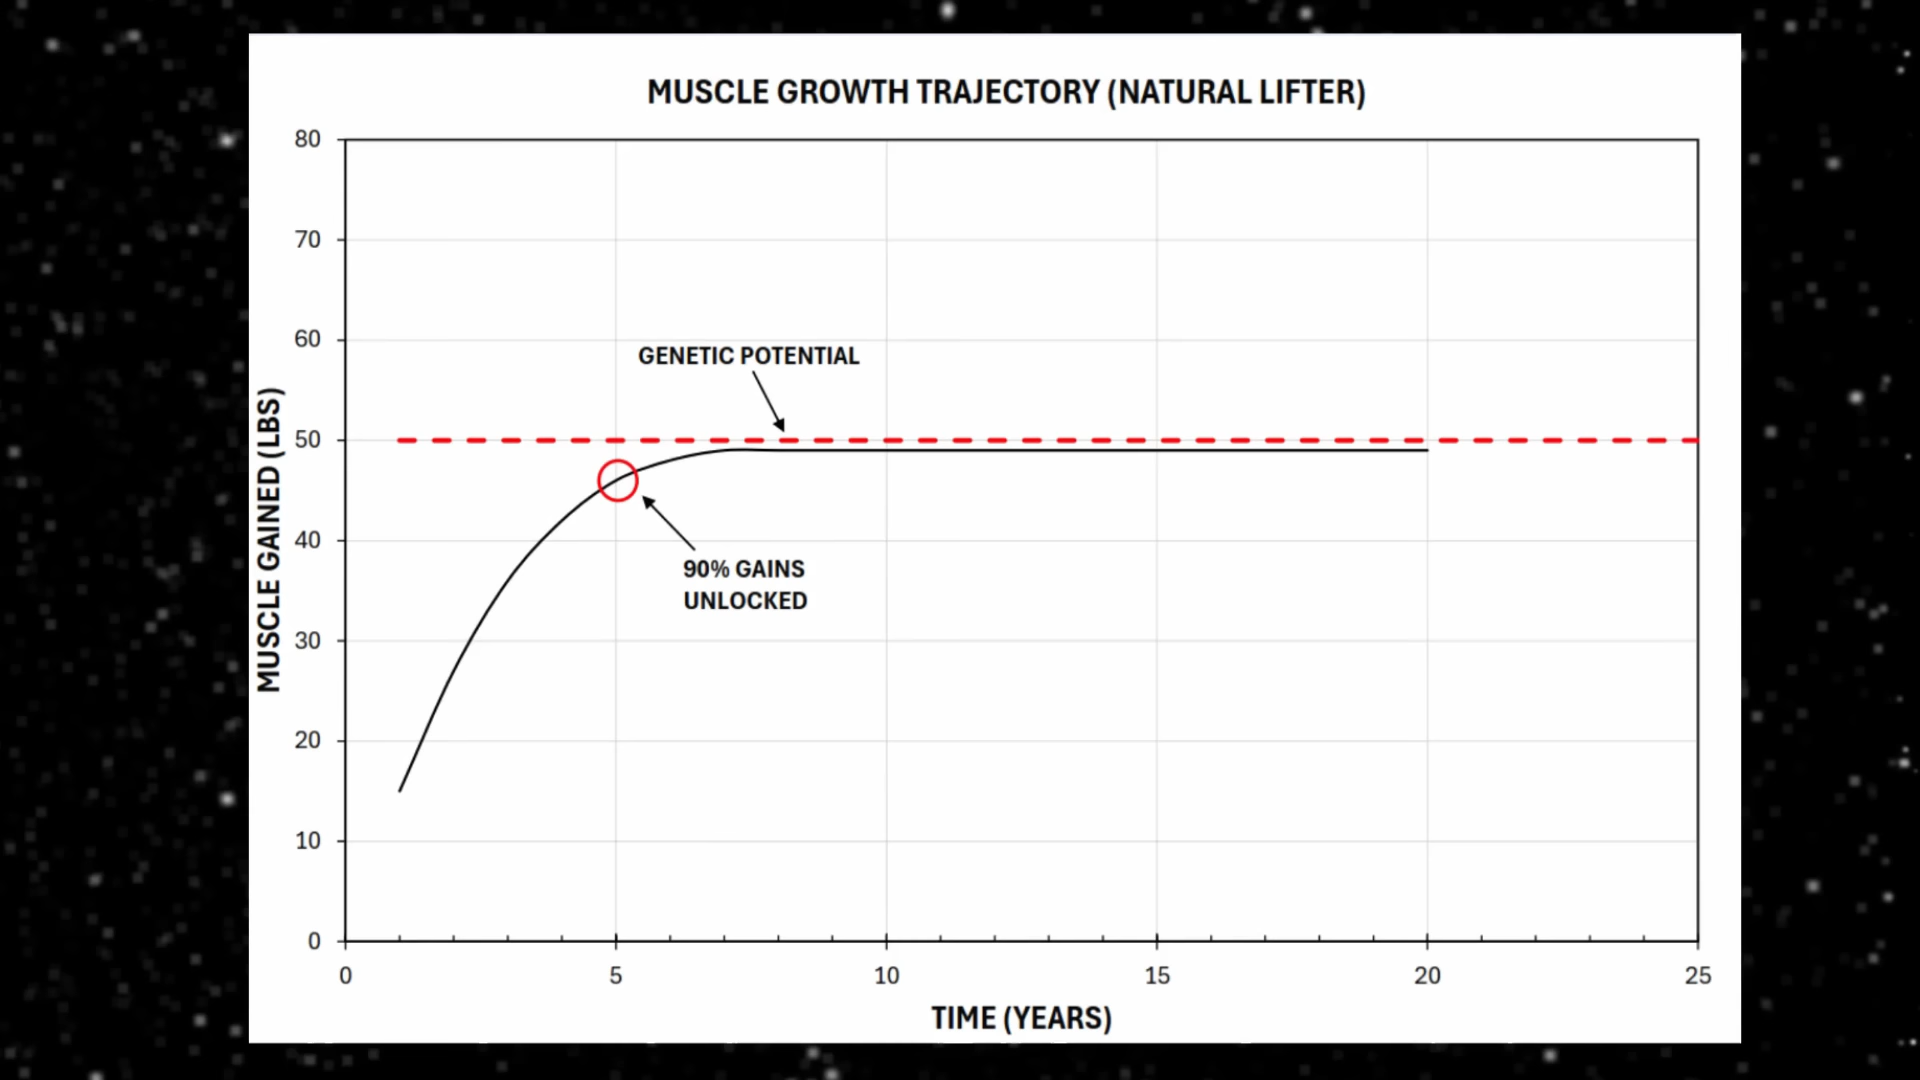 MUSCLE GROWTH TRAJECTORY (NATURAL LIFTER)
80
70
60
50
40
30
20
10
0
MUSCLE GAINED (LBS)
GENETIC POTENTIAL
90% GAINS
UNLOCKED
0 5 10 15 20 25
TIME (YEARS)